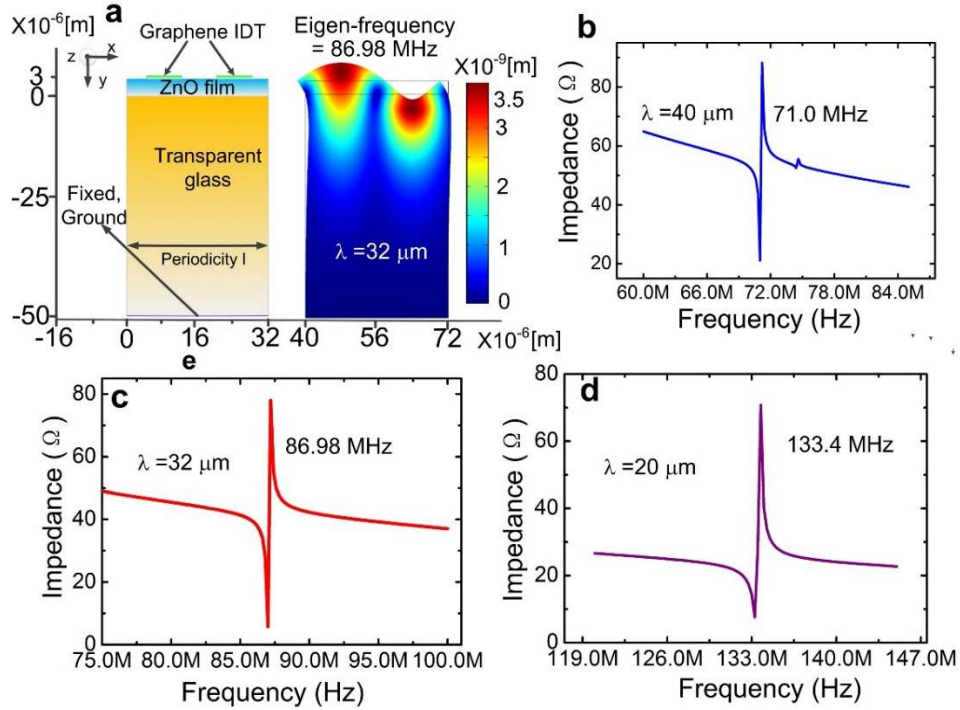 a
X10⁻⁶[m]
Graphene IDT
z
x
y
3
0
-25
-50
ZnO film
Transparent
glass
Fixed,
Ground
Periodicity l
-16
0
16
32
40
56
72
X10⁻⁶[m]
Eigen-frequency
= 86.98 MHz
X10⁻⁹[m]
3.5
3
2
1
0
λ =32 μm
b
Impedance ( Ω )
80
60
40
20
λ =40 μm
71.0 MHz
60.0M 66.0M 72.0M 78.0M 84.0M
Frequency (Hz)
e
c
Impedance ( Ω )
80
60
40
20
0
λ =32 μm
86.98 MHz
75.0M 80.0M 85.0M 90.0M 95.0M 100.0M
Frequency (Hz)
d
Impedance ( Ω )
80
60
40
20
0
λ =20 μm
133.4 MHz
119.0M 126.0M 133.0M 140.0M 147.0M
Frequency (Hz)